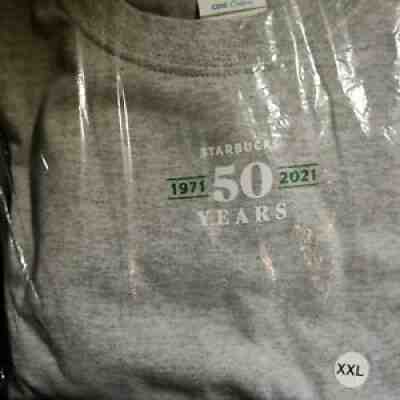 STARBUCKS
1971 50 2021
YEARS
XXL